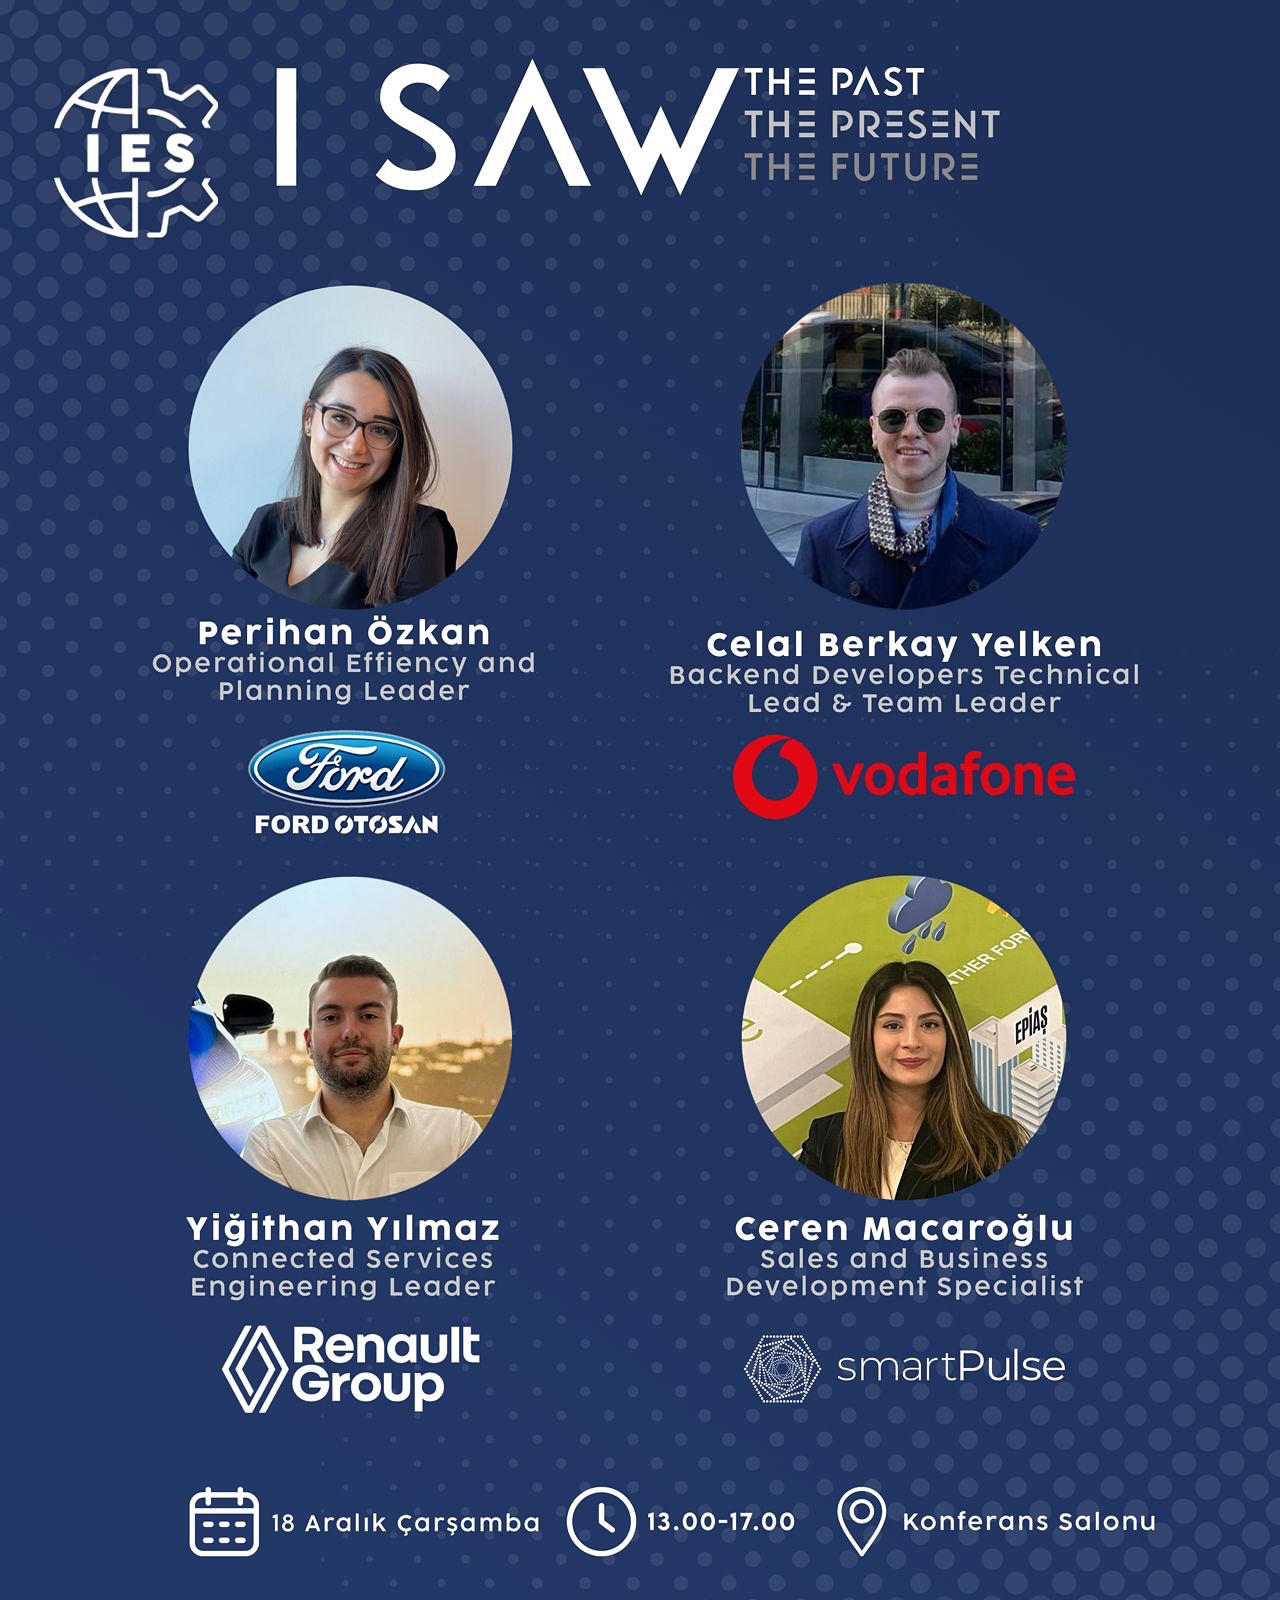 IES
I SAW
THE PAST
THE PRESENT
THE FUTURE
Perihan Özkan
Operational Effiency and
Planning Leader
Ford
FORD OTOSAN
Celal Berkay Yelken
Backend Developers Technical
Lead & Team Leader
vodafone
Yiğithan Yılmaz
Connected Services
Engineering Leader
Renault
Group
EPİAŞ
Ceren Macaroğlu
Sales and Business
Development Specialist
smartPulse
18 Aralık Çarşamba
13.00-17.00
Konferans Salonu